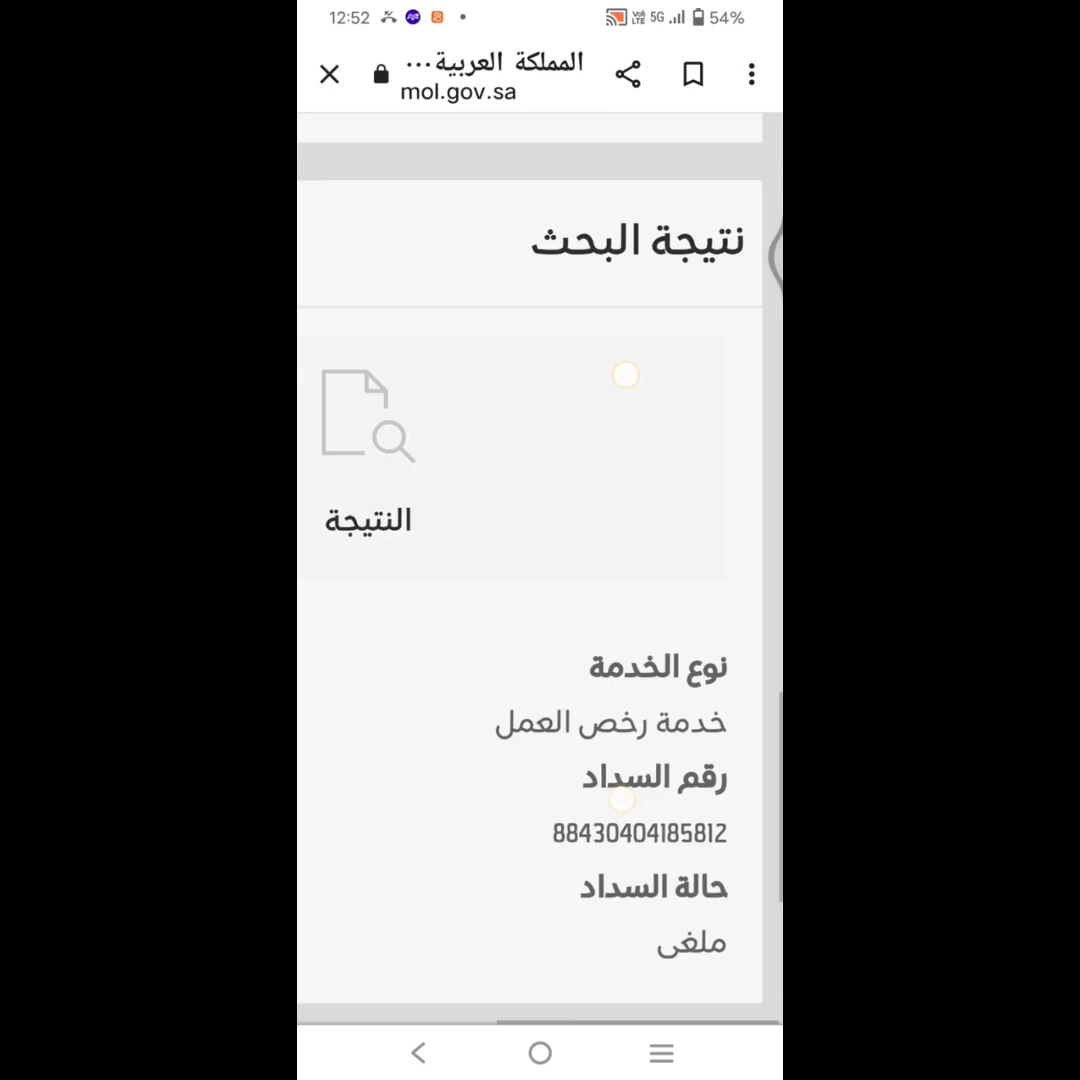 12:52 5G 54%
المملكة العربية...
mol.gov.sa
نتيجة البحث
النتيجة
نوع الخدمة
خدمة رخص العمل
رقم السداد
88430404185812
حالة السداد
ملغى